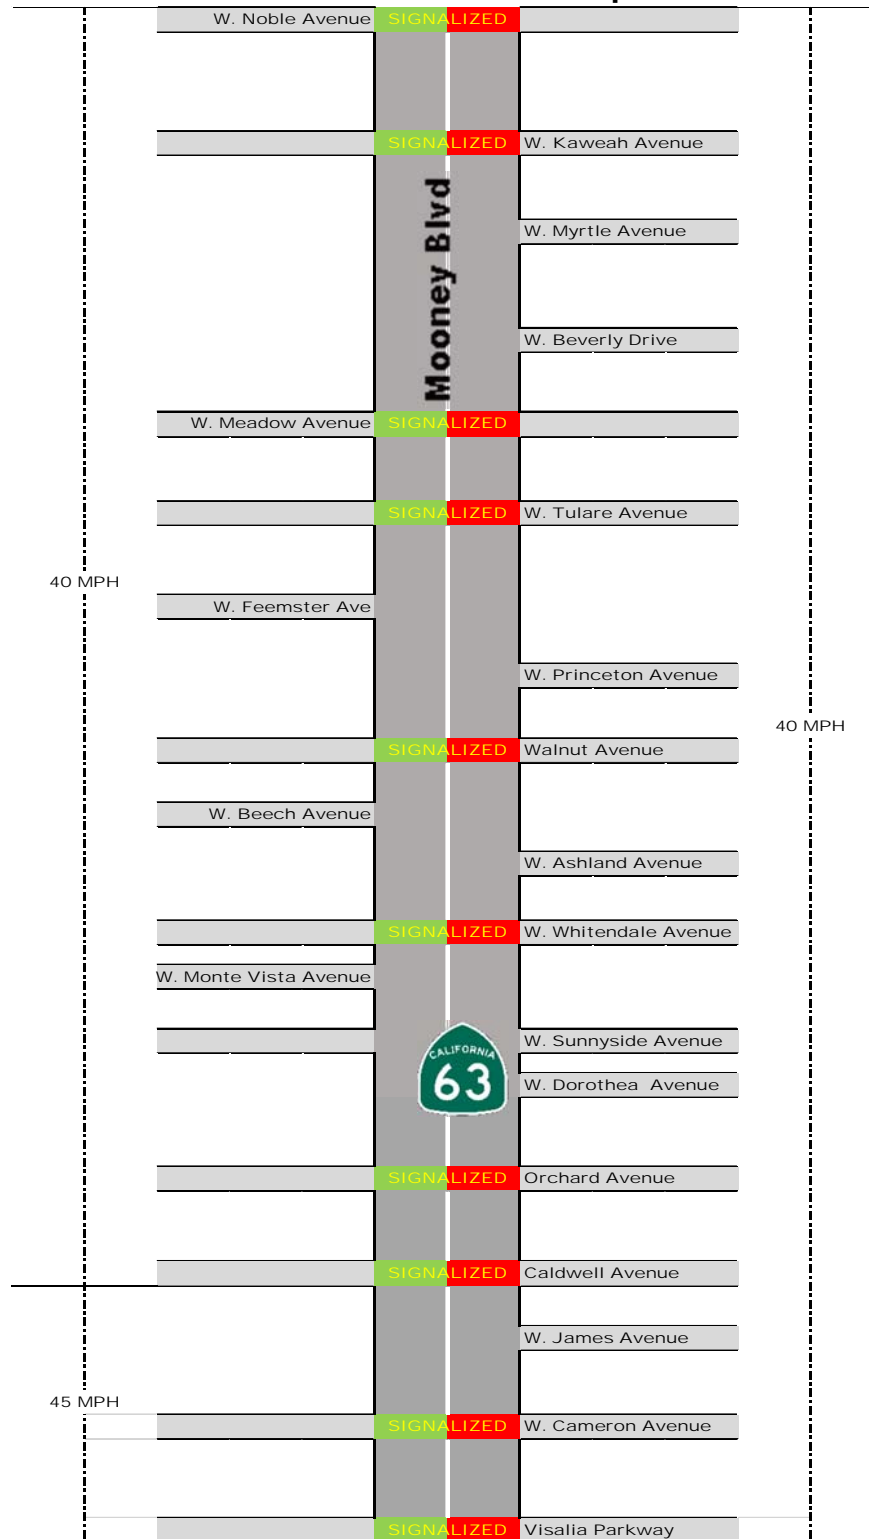 W. Noble Avenue SIGNALIZED
SIGNALIZED W. Kaweah Avenue
Mooney Blvd
W. Myrtle Avenue
W. Beverly Drive
W. Meadow Avenue SIGNALIZED
SIGNALIZED W. Tulare Avenue
40 MPH
W. Feemster Ave
W. Princeton Avenue
40 MPH
SIGNALIZED Walnut Avenue
W. Beech Avenue
W. Ashland Avenue
SIGNALIZED W. Whitendale Avenue
W. Monte Vista Avenue
W. Sunnyside Avenue
CALIFORNIA
63
W. Dorothea  Avenue
SIGNALIZED Orchard Avenue
SIGNALIZED Caldwell Avenue
W. James Avenue
45 MPH
SIGNALIZED W. Cameron Avenue
SIGNALIZED Visalia Parkway